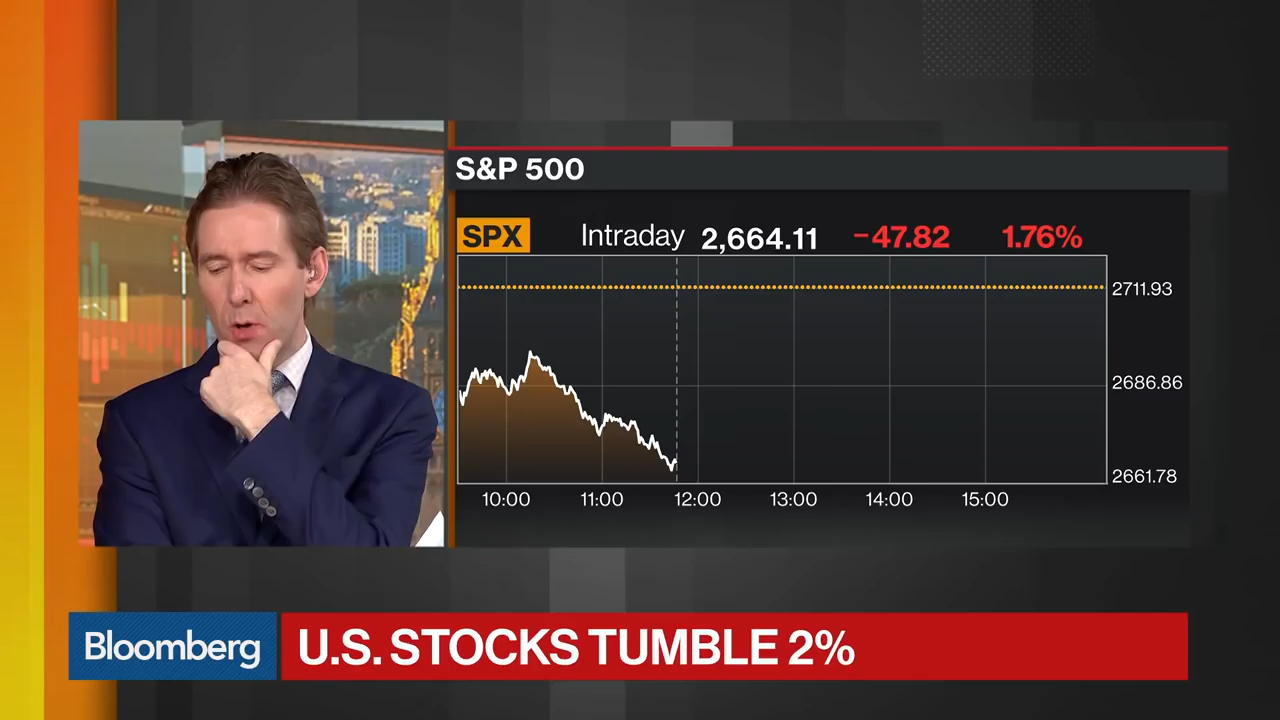 S&P 500
SPX Intraday 2,664.11 −47.82 1.76%
2711.93
2686.86
2661.78
10:00 11:00 12:00 13:00 14:00 15:00
Bloomberg
U.S. STOCKS TUMBLE 2%